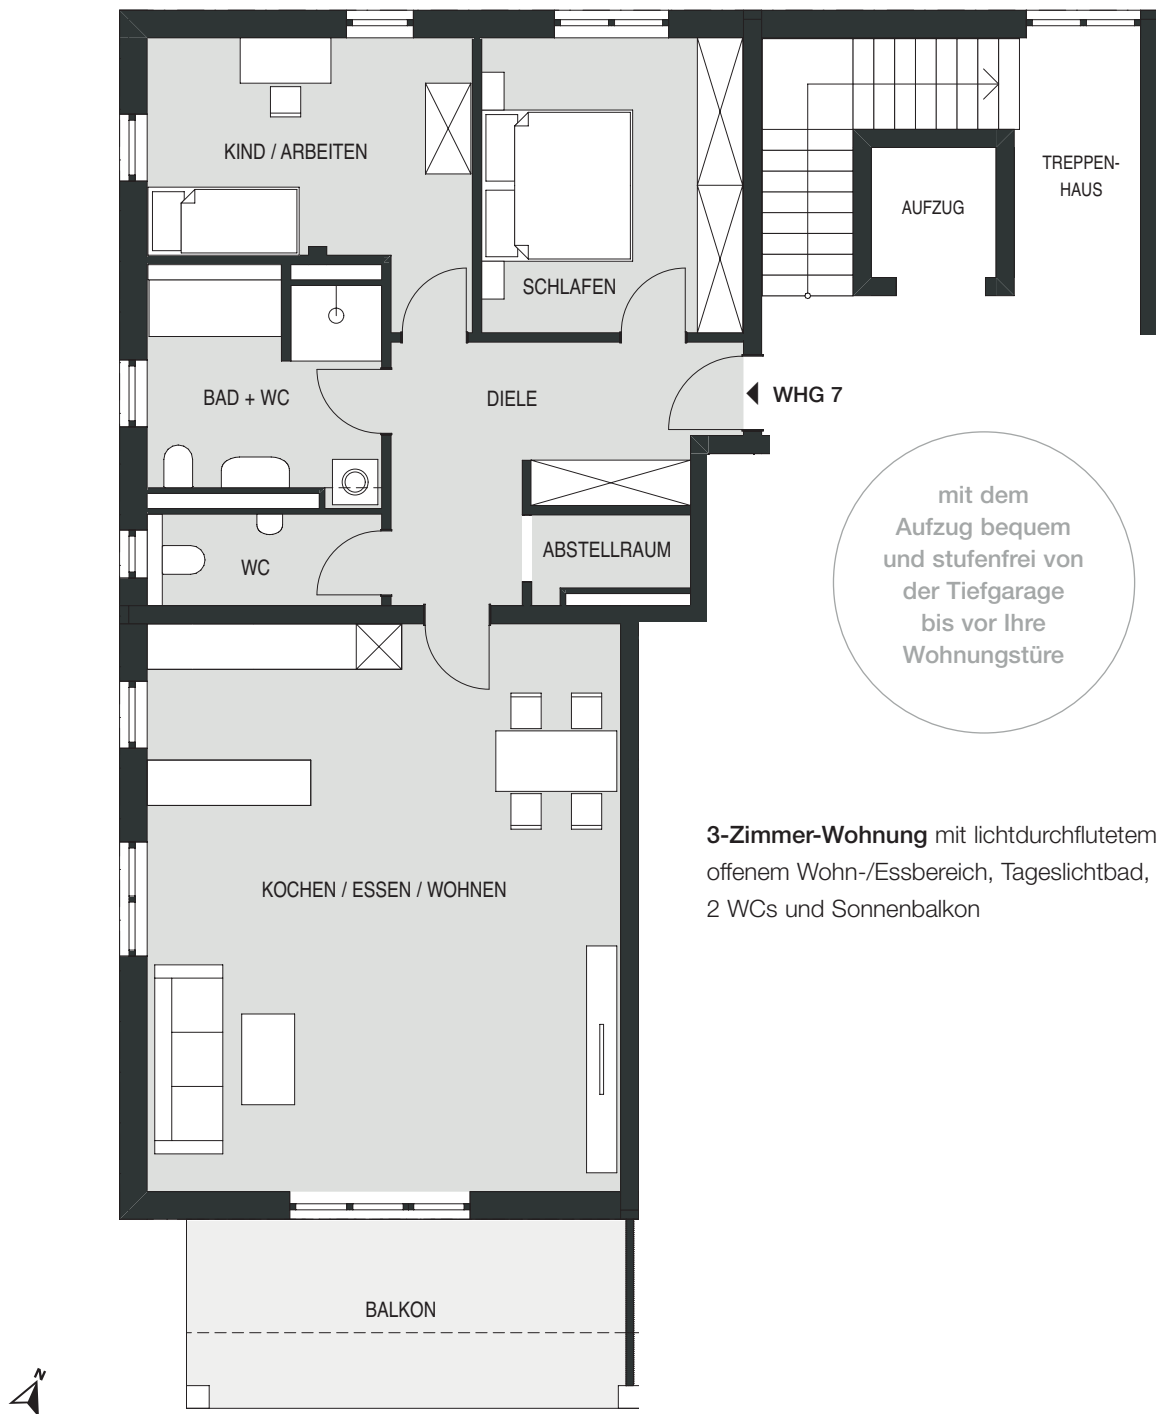 KIND / ARBEITEN
SCHLAFEN
AUFZUG
TREPPEN-
HAUS
BAD + WC
DIELE
WHG 7
WC
ABSTELLRAUM
mit dem
Aufzug bequem
und stufenfrei von
der Tiefgarage
bis vor Ihre
Wohnungstüre
3-Zimmer-Wohnung mit lichtdurchflutetem
offenem Wohn-/Essbereich, Tageslichtbad,
2 WCs und Sonnenbalkon
KOCHEN / ESSEN / WOHNEN
BALKON
N